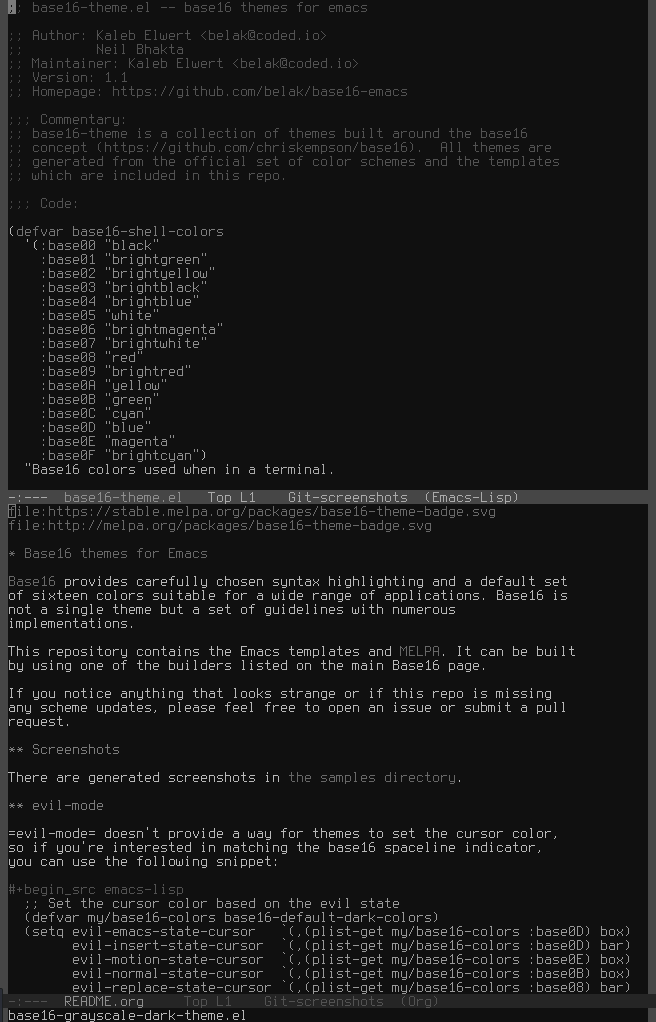 ;; base16-theme.el -- base16 themes for emacs
;; Author: Kaleb Elwert <belak@coded.io>
;;         Neil Bhakta
;; Maintainer: Kaleb Elwert <belak@coded.io>
;; Version: 1.1
;; Homepage: https://github.com/belak/base16-emacs
;;; Commentary:
;; base16-theme is a collection of themes built around the base16
;; concept (https://github.com/chriskempson/base16).  All themes are
;; generated from the official set of color schemes and the templates
;; which are included in this repo.
;;; Code:
(defvar base16-shell-colors
  '(:base00 "black"
    :base01 "brightgreen"
    :base02 "brightyellow"
    :base03 "brightblack"
    :base04 "brightblue"
    :base05 "white"
    :base06 "brightmagenta"
    :base07 "brightwhite"
    :base08 "red"
    :base09 "brightred"
    :base0A "yellow"
    :base0B "green"
    :base0C "cyan"
    :base0D "blue"
    :base0E "magenta"
    :base0F "brightcyan")
  "Base16 colors used when in a terminal.
-:---  base16-theme.el   Top L1    Git-screenshots  (Emacs-Lisp)
file:https://stable.melpa.org/packages/base16-theme-badge.svg
file:http://melpa.org/packages/base16-theme-badge.svg
* Base16 themes for Emacs
Base16 provides carefully chosen syntax highlighting and a default set
of sixteen colors suitable for a wide range of applications. Base16 is
not a single theme but a set of guidelines with numerous
implementations.
This repository contains the Emacs templates and MELPA. It can be built
by using one of the builders listed on the main Base16 page.
If you notice anything that looks strange or if this repo is missing
any scheme updates, please feel free to open an issue or submit a pull
request.
** Screenshots
There are generated screenshots in the samples directory.
** evil-mode
=evil-mode= doesn't provide a way for themes to set the cursor color,
so if you're interested in matching the base16 spaceline indicator,
you can use the following snippet:
#+begin_src emacs-lisp
  ;; Set the cursor color based on the evil state
  (defvar my/base16-colors base16-default-dark-colors)
  (setq evil-emacs-state-cursor   `(,(plist-get my/base16-colors :base0D) box)
        evil-insert-state-cursor  `(,(plist-get my/base16-colors :base0D) bar)
        evil-motion-state-cursor  `(,(plist-get my/base16-colors :base0E) box)
        evil-normal-state-cursor  `(,(plist-get my/base16-colors :base0B) box)
        evil-replace-state-cursor `(,(plist-get my/base16-colors :base08) bar)
-:---  README.org     Top L1    Git-screenshots  (Org)
base16-grayscale-dark-theme.el